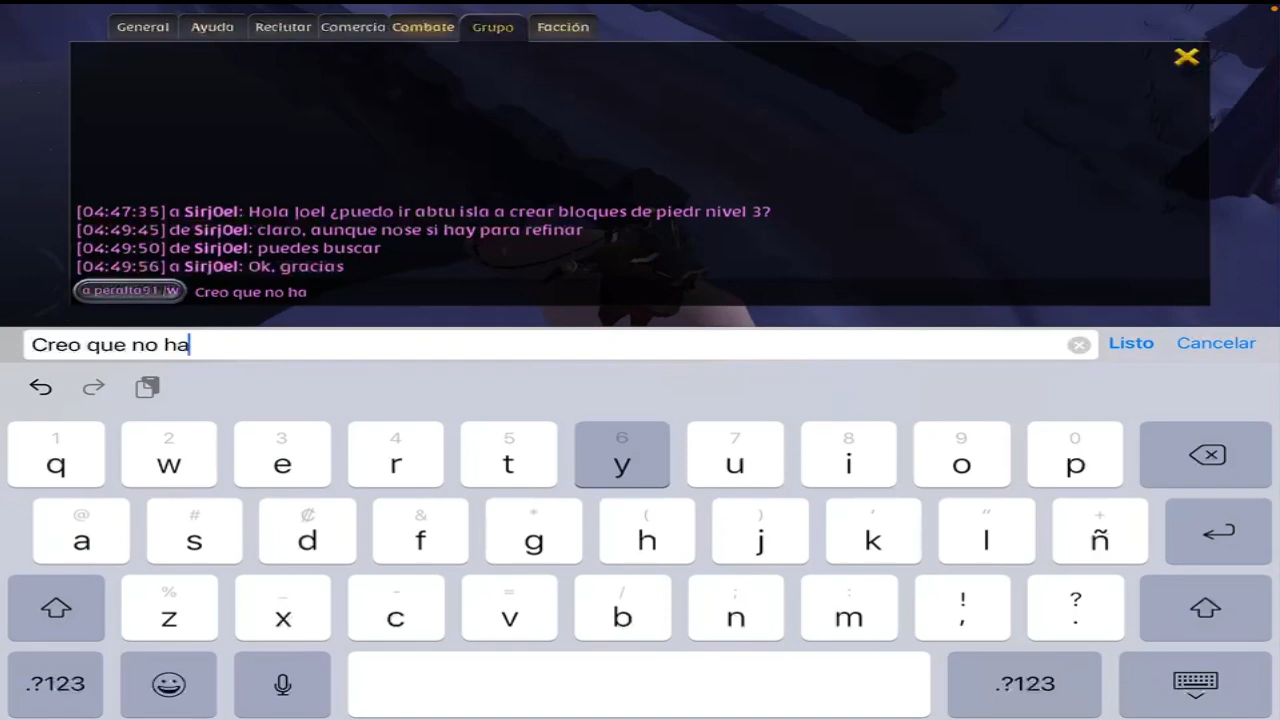 General Ayuda Reclutar Comercia Combate Grupo Facción
[04:47:35] a Sirj0el: Hola Joel ¿puedo ir abtu isla a crear bloques de piedr nivel 3?
[04:49:45] de Sirj0el: claro, aunque nose si hay para refinar
[04:49:50] de Sirj0el: puedes buscar
[04:49:56] a Sirj0el: Ok, gracias
a peralta91 /w Creo que no ha
Creo que no ha Listo Cancelar
1 2 3 4 5 6 7 8 9 0
q w e r t y u i o p
@ # ₡ & * ( ) ' " +
a s d f g h j k l ñ
% _ - = / ; : ! ?
z x c v b n m , .
.?123 .?123